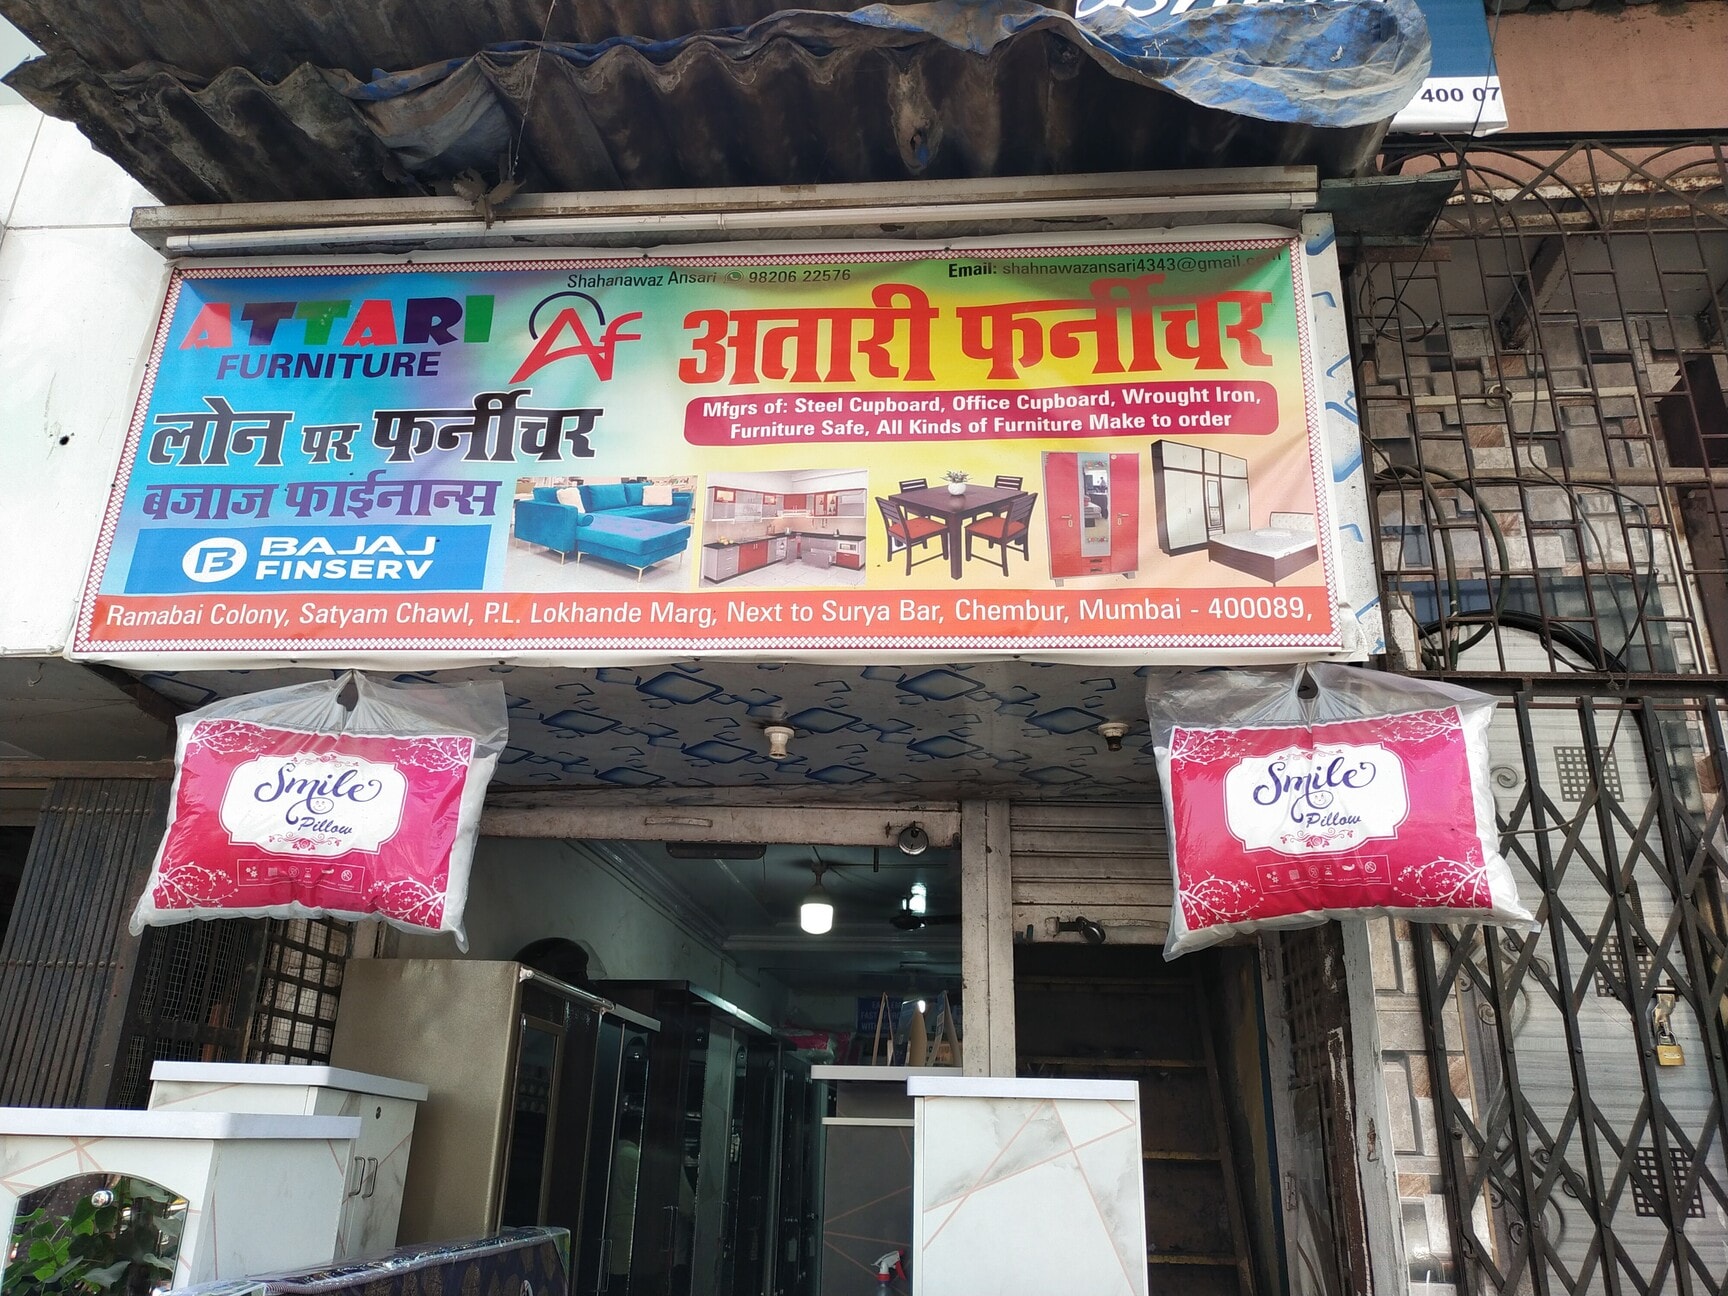 400 07
Shahanawaz Ansari 98206 22576
Email: shahnawazansari4343@gmail.com
ATTARI
FURNITURE
Af
अतारी फर्नीचर
Mfgrs of: Steel Cupboard, Office Cupboard, Wrought Iron,
Furniture Safe, All Kinds of Furniture Make to order
लोन पर फर्नीचर
बजाज फाईनान्स
BAJAJ
FINSERV
Ramabai Colony, Satyam Chawl, P.L. Lokhande Marg, Next to Surya Bar, Chembur, Mumbai - 400089,
Smile
Pillow
Smile
Pillow